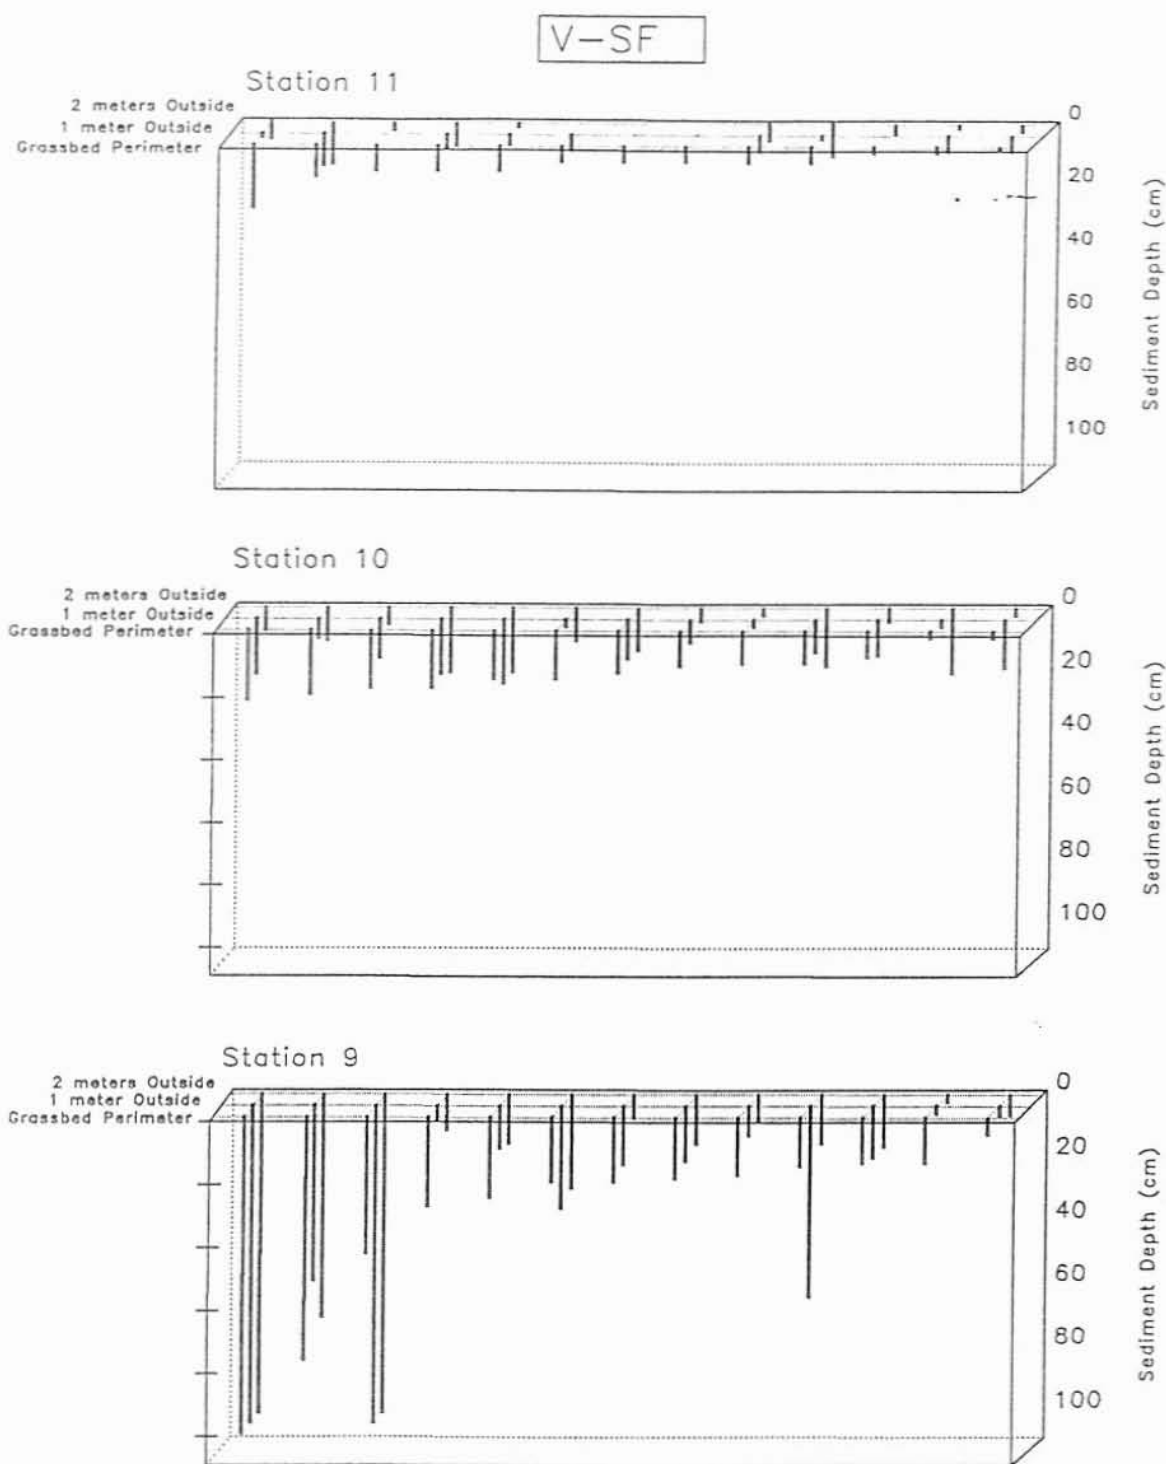 V-SF
Station 11
2 meters Outside
1 meter Outside
Grassbed Perimeter
0
20
40
60
80
100
Sediment Depth (cm)
Station 10
2 meters Outside
1 meter Outside
Grassbed Perimeter
0
20
40
60
80
100
Sediment Depth (cm)
Station 9
2 meters Outside
1 meter Outside
Grassbed Perimeter
0
20
40
60
80
100
Sediment Depth (cm)